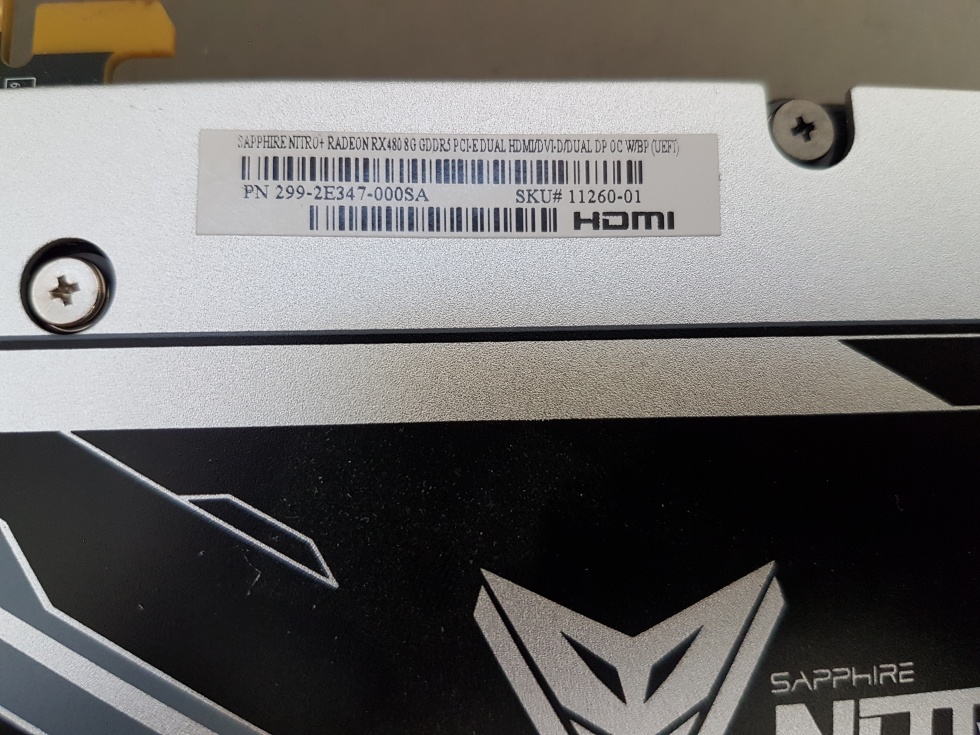 SAPPHIRE NITRO+ RADEON RX480 8G GDDR5 PCI-E DUAL HDMI/DVI-D/DUAL DP OC W/BP (UEFI)
PN 299-2E347-000SA SKU# 11260-01
HDMI
SAPPHIRE
NIT